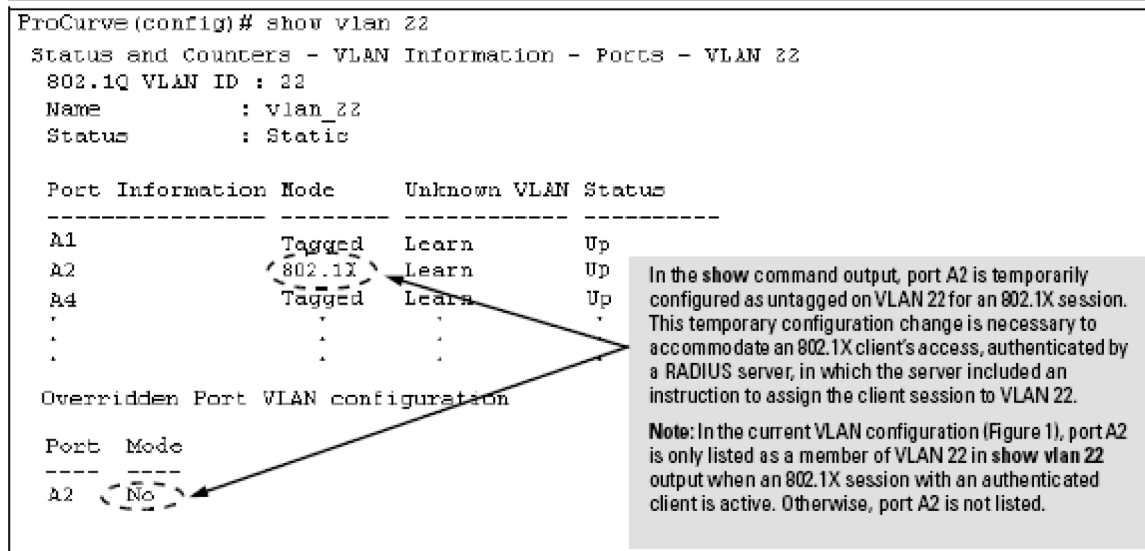 ProCurve(config)# show vlan 22
Status and Counters - VLAN Information - Ports - VLAN 22
802.1Q VLAN ID : 22
Name : vlan_22
Status : Static
Port Information Mode Unknown VLAN Status
---------------- -------- ------------ ----------
A1 Tagged Learn Up
A2 802.1X Learn Up
A4 Tagged Learn Up
. . . .
. . .
. . . .
Overridden Port VLAN configuration
Port Mode
---- ----
A2 No
In the show command output, port A2 is temporarily
configured as untagged on VLAN 22 for an 802.1X session.
This temporary configuration change is necessary to
accommodate an 802.1X client's access, authenticated by
a RADIUS server, in which the server included an
instruction to assign the client session to VLAN 22.
Note: In the current VLAN configuration (Figure 1), port A2
is only listed as a member of VLAN 22 in show vlan 22
output when an 802.1X session with an authenticated
client is active. Otherwise, port A2 is not listed.